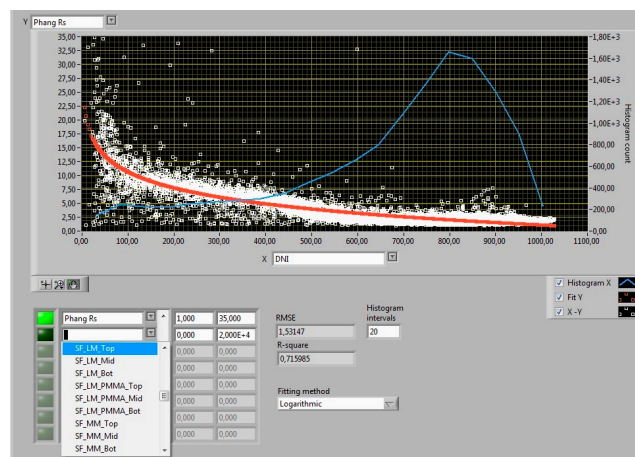 Y Phang Rs
35,00 1,80E+3
32,50 1,60E+3
30,00 1,40E+3
27,50 1,20E+3
25,00 1,00E+3
22,50 800,00
20,00 600,00
17,50 400,00
15,00 200,00
12,50 0,00
10,00
7,50
5,00
2,50
0,00
Histogram count
0,00 100,00 200,00 300,00 400,00 500,00 600,00 700,00 800,00 900,00 1000,00 1100,00
X DNI
Histogram X
Fit Y
X -Y
Phang Rs 1,000 35,000
0,000 2,000E+4
0,000 0,000
0,000 0,000
0,000 0,000
0,000 0,000
0,000 0,000
0,000 0,000
SF_LM_Top
SF_LM_Mid
SF_LM_Bot
SF_LM_PMMA_Top
SF_LM_PMMA_Mid
SF_LM_PMMA_Bot
SF_MM_Top
SF_MM_Mid
SF_MM_Bot
RMSE
1,53147
R-square
0,715985
Histogram
intervals
20
Fitting method
Logarithmic